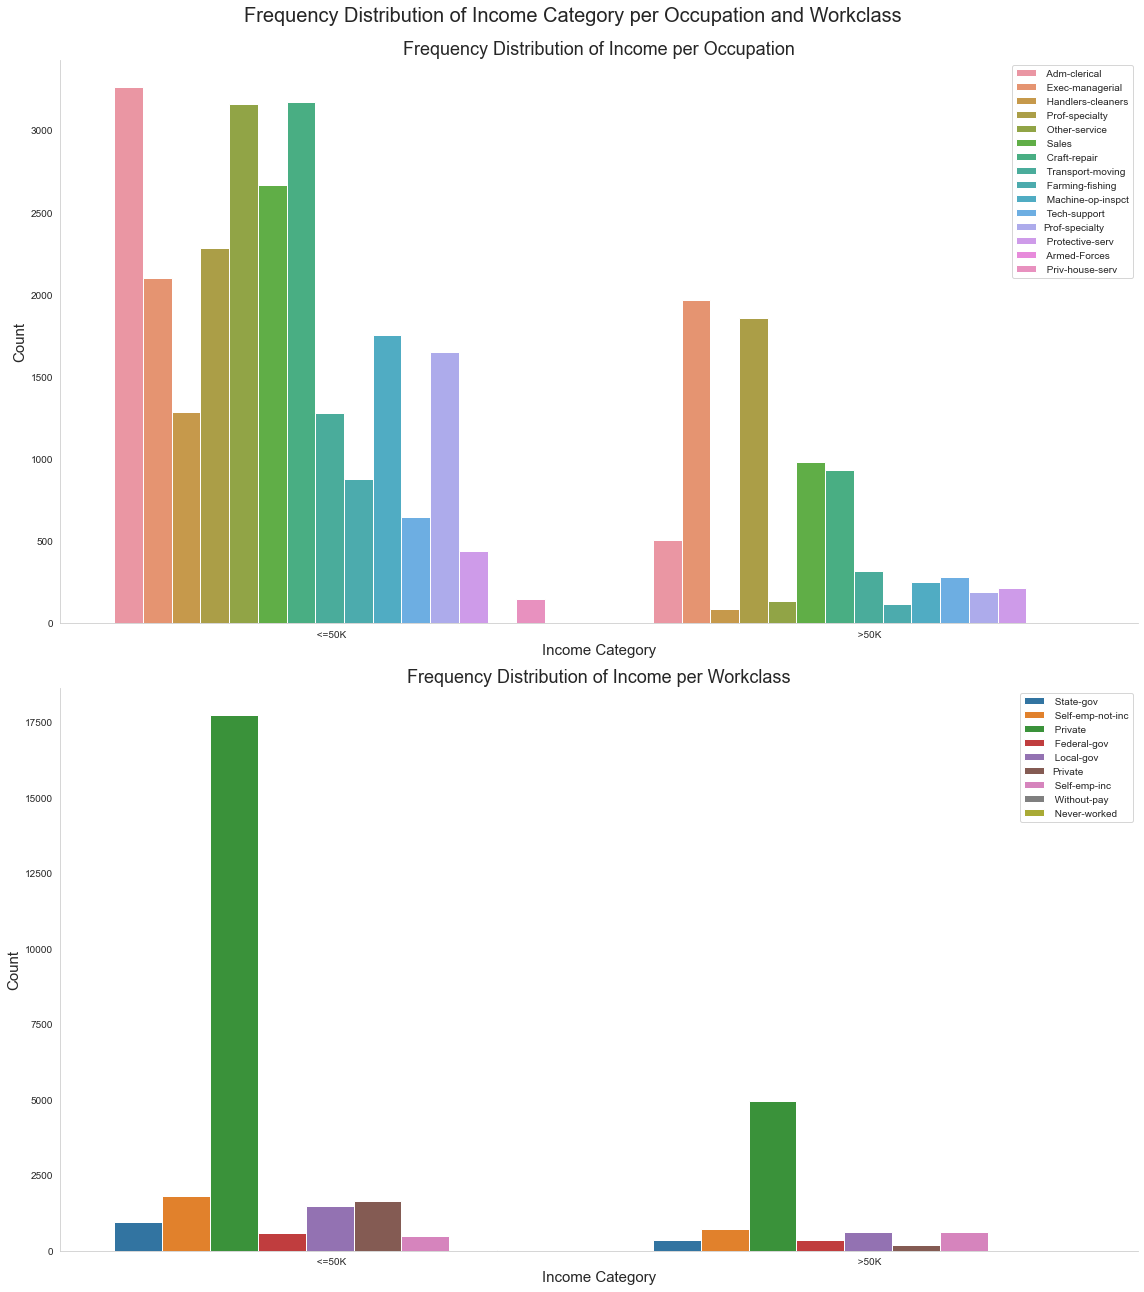 Frequency Distribution of Income Category per Occupation and Workclass
Frequency Distribution of Income per Occupation
Adm-clerical
Exec-managerial
Handlers-cleaners
Prof-specialty
Other-service
Sales
Craft-repair
Transport-moving
Farming-fishing
Machine-op-inspct
Tech-support
Prof-specialty
Protective-serv
Armed-Forces
Priv-house-serv
3000
2500
2000
1500
1000
500
0
Count
<=50K
>50K
Income Category
Frequency Distribution of Income per Workclass
State-gov
Self-emp-not-inc
Private
Federal-gov
Local-gov
Private
Self-emp-inc
Without-pay
Never-worked
17500
15000
12500
10000
7500
5000
2500
0
Count
<=50K
>50K
Income Category